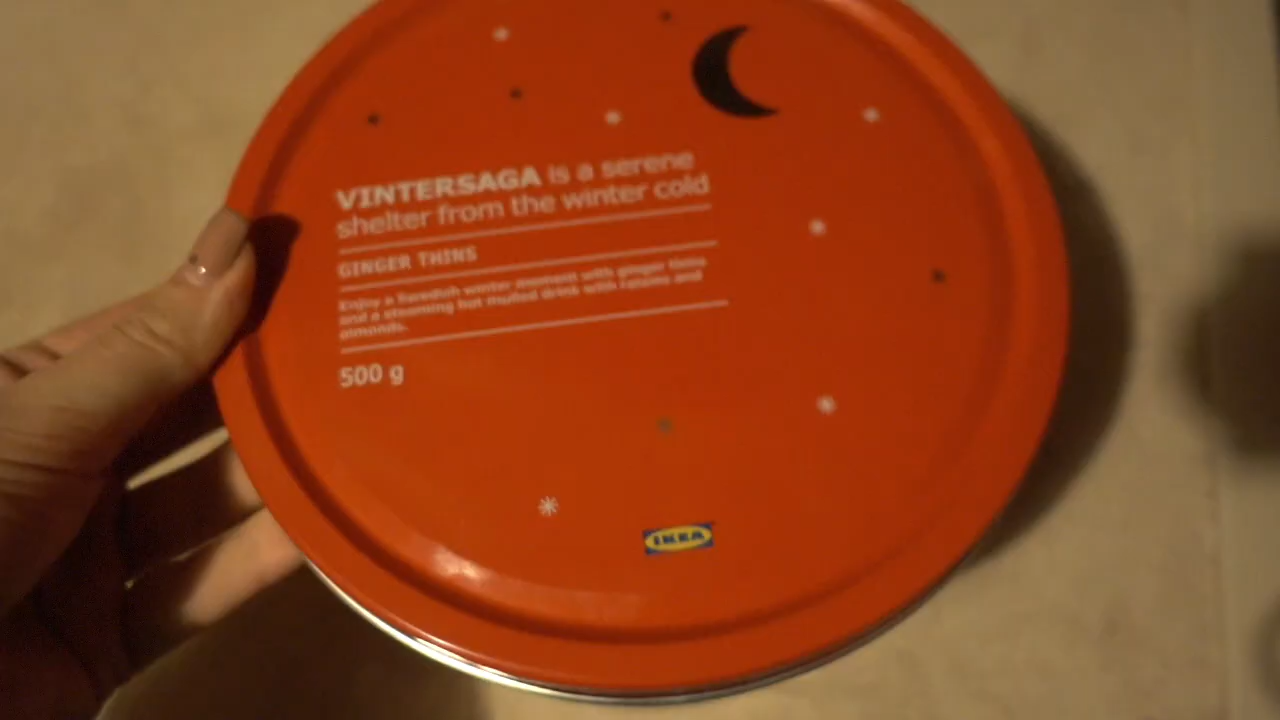 VINTERSAGA is a serene
shelter from the winter cold
GINGER THINS
Enjoy a Swedish winter moment with ginger thins
and a steaming hot mulled drink with raisins and
almonds.
500 g
IKEA